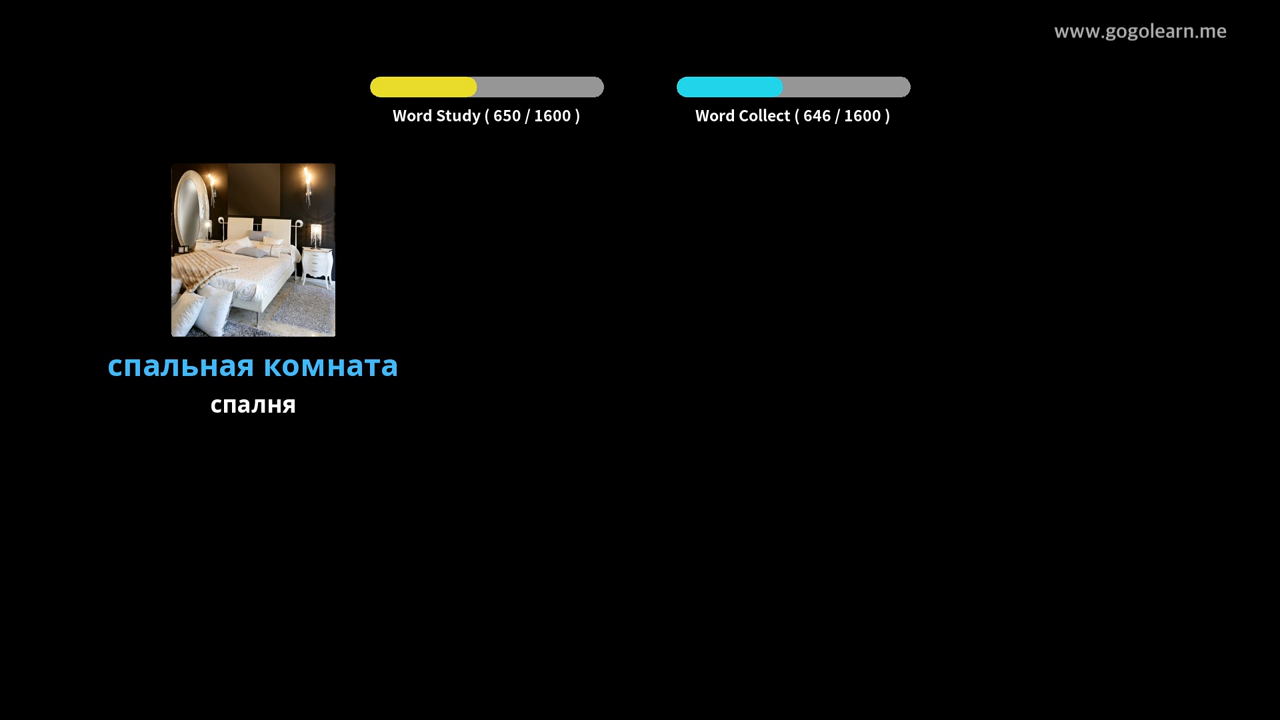 www.gogolearn.me
Word Study ( 650 / 1600 )
Word Collect ( 646 / 1600 )
спальная комната
спалня